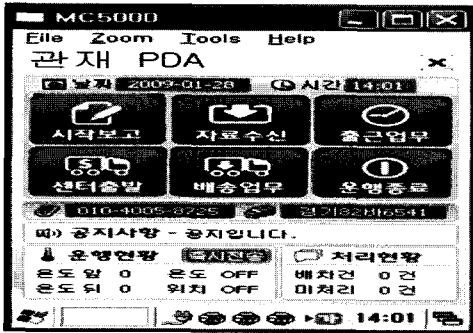 MC5000
File Zoom Tools Help
관재 PDA
날짜 2009-01-28 시간 14:01
시작보고 자료수신 출근업무
센터출발 배송업무 운행종료
010-4005-8725 경기82바6541
공지사항 - 공지입니다.
운행현황 즉시전송 처리현황
온도앞 0 온도 OFF 배차건 0 건
온도뒤 0 위치 OFF 미처리 0 건
14:01